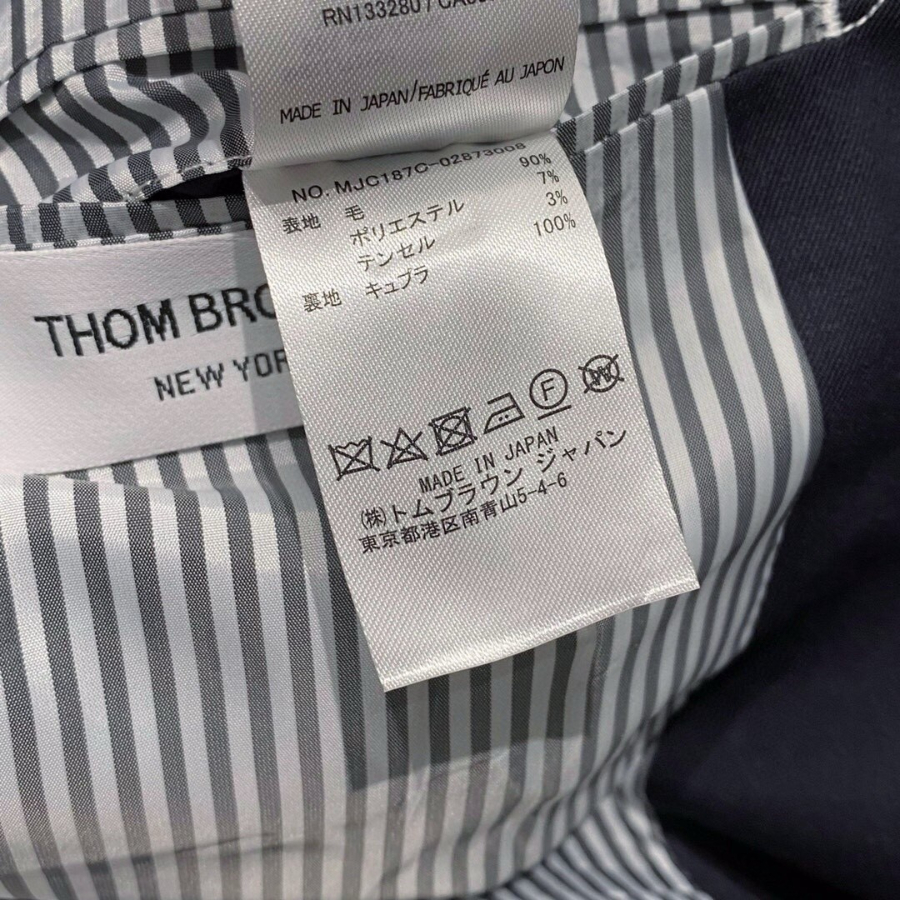 RN133280 / CA
MADE IN JAPAN/FABRIQUÉ AU JAPON
NO. MJC187C-02873008
表地 毛 90%
ポリエステル 7%
テンセル 3%
裏地 キュプラ 100%
THOM BRO
NEW YOR
F
W
MADE IN JAPAN
(株)トムブラウン ジャパン
東京都港区南青山5-4-6